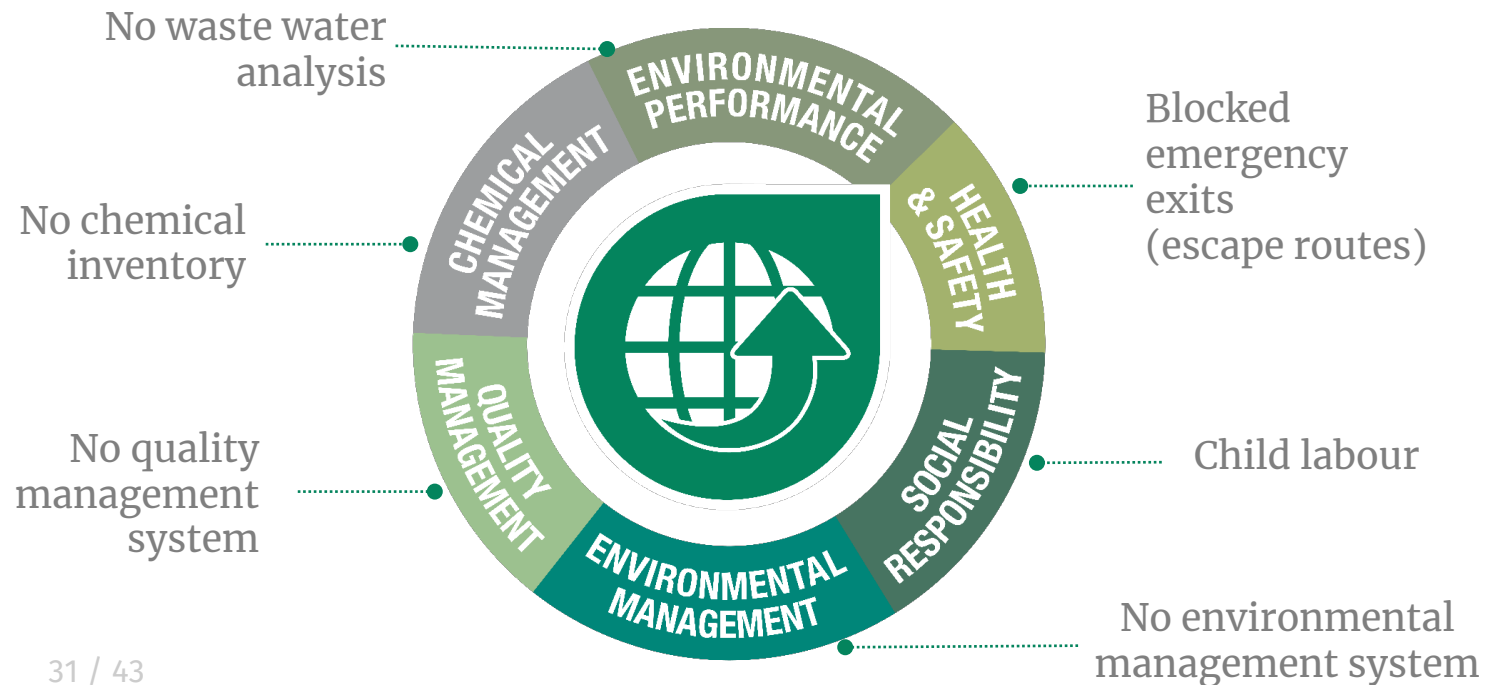 No waste water
analysis
ENVIRONMENTAL
PERFORMANCE
Blocked
emergency
exits
(escape routes)
HEALTH
& SAFETY
CHEMICAL
MANAGEMENT
No chemical
inventory
QUALITY
MANAGEMENT
No quality
management
system
SOCIAL
RESPONSIBILITY
Child labour
ENVIRONMENTAL
MANAGEMENT
No environmental
management system
31 / 43